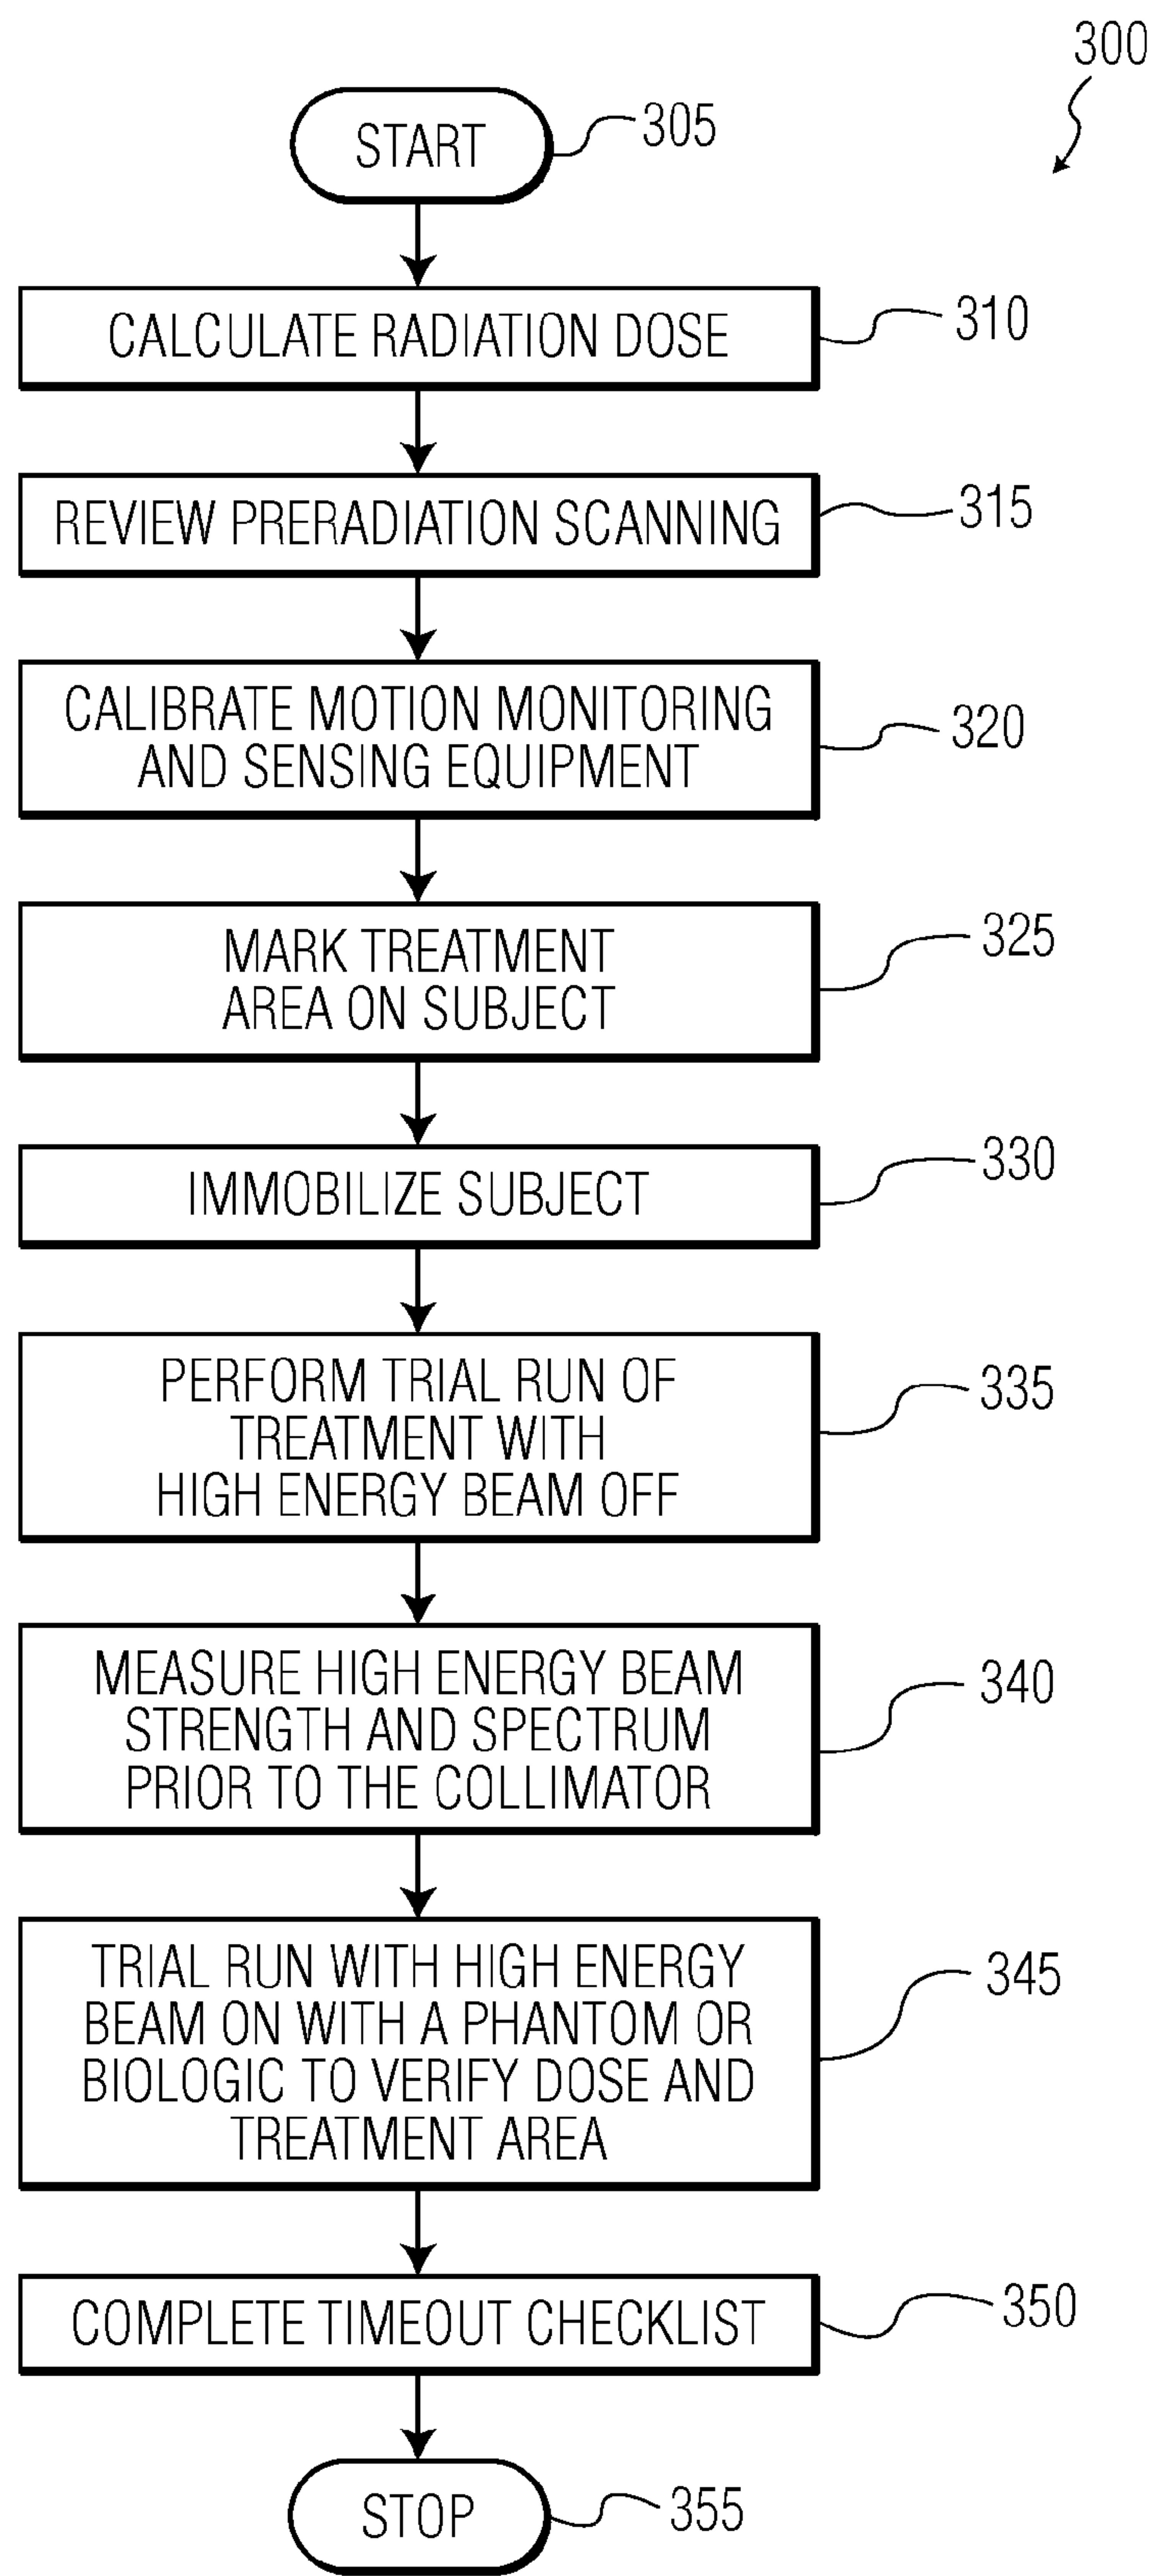 300
START
305
CALCULATE RADIATION DOSE
310
REVIEW PRERADIATION SCANNING
315
CALIBRATE MOTION MONITORING
AND SENSING EQUIPMENT
320
MARK TREATMENT
AREA ON SUBJECT
325
IMMOBILIZE SUBJECT
330
PERFORM TRIAL RUN OF
TREATMENT WITH
HIGH ENERGY BEAM OFF
335
MEASURE HIGH ENERGY BEAM
STRENGTH AND SPECTRUM
PRIOR TO THE COLLIMATOR
340
TRIAL RUN WITH HIGH ENERGY
BEAM ON WITH A PHANTOM OR
BIOLOGIC TO VERIFY DOSE AND
TREATMENT AREA
345
COMPLETE TIMEOUT CHECKLIST
350
STOP
355